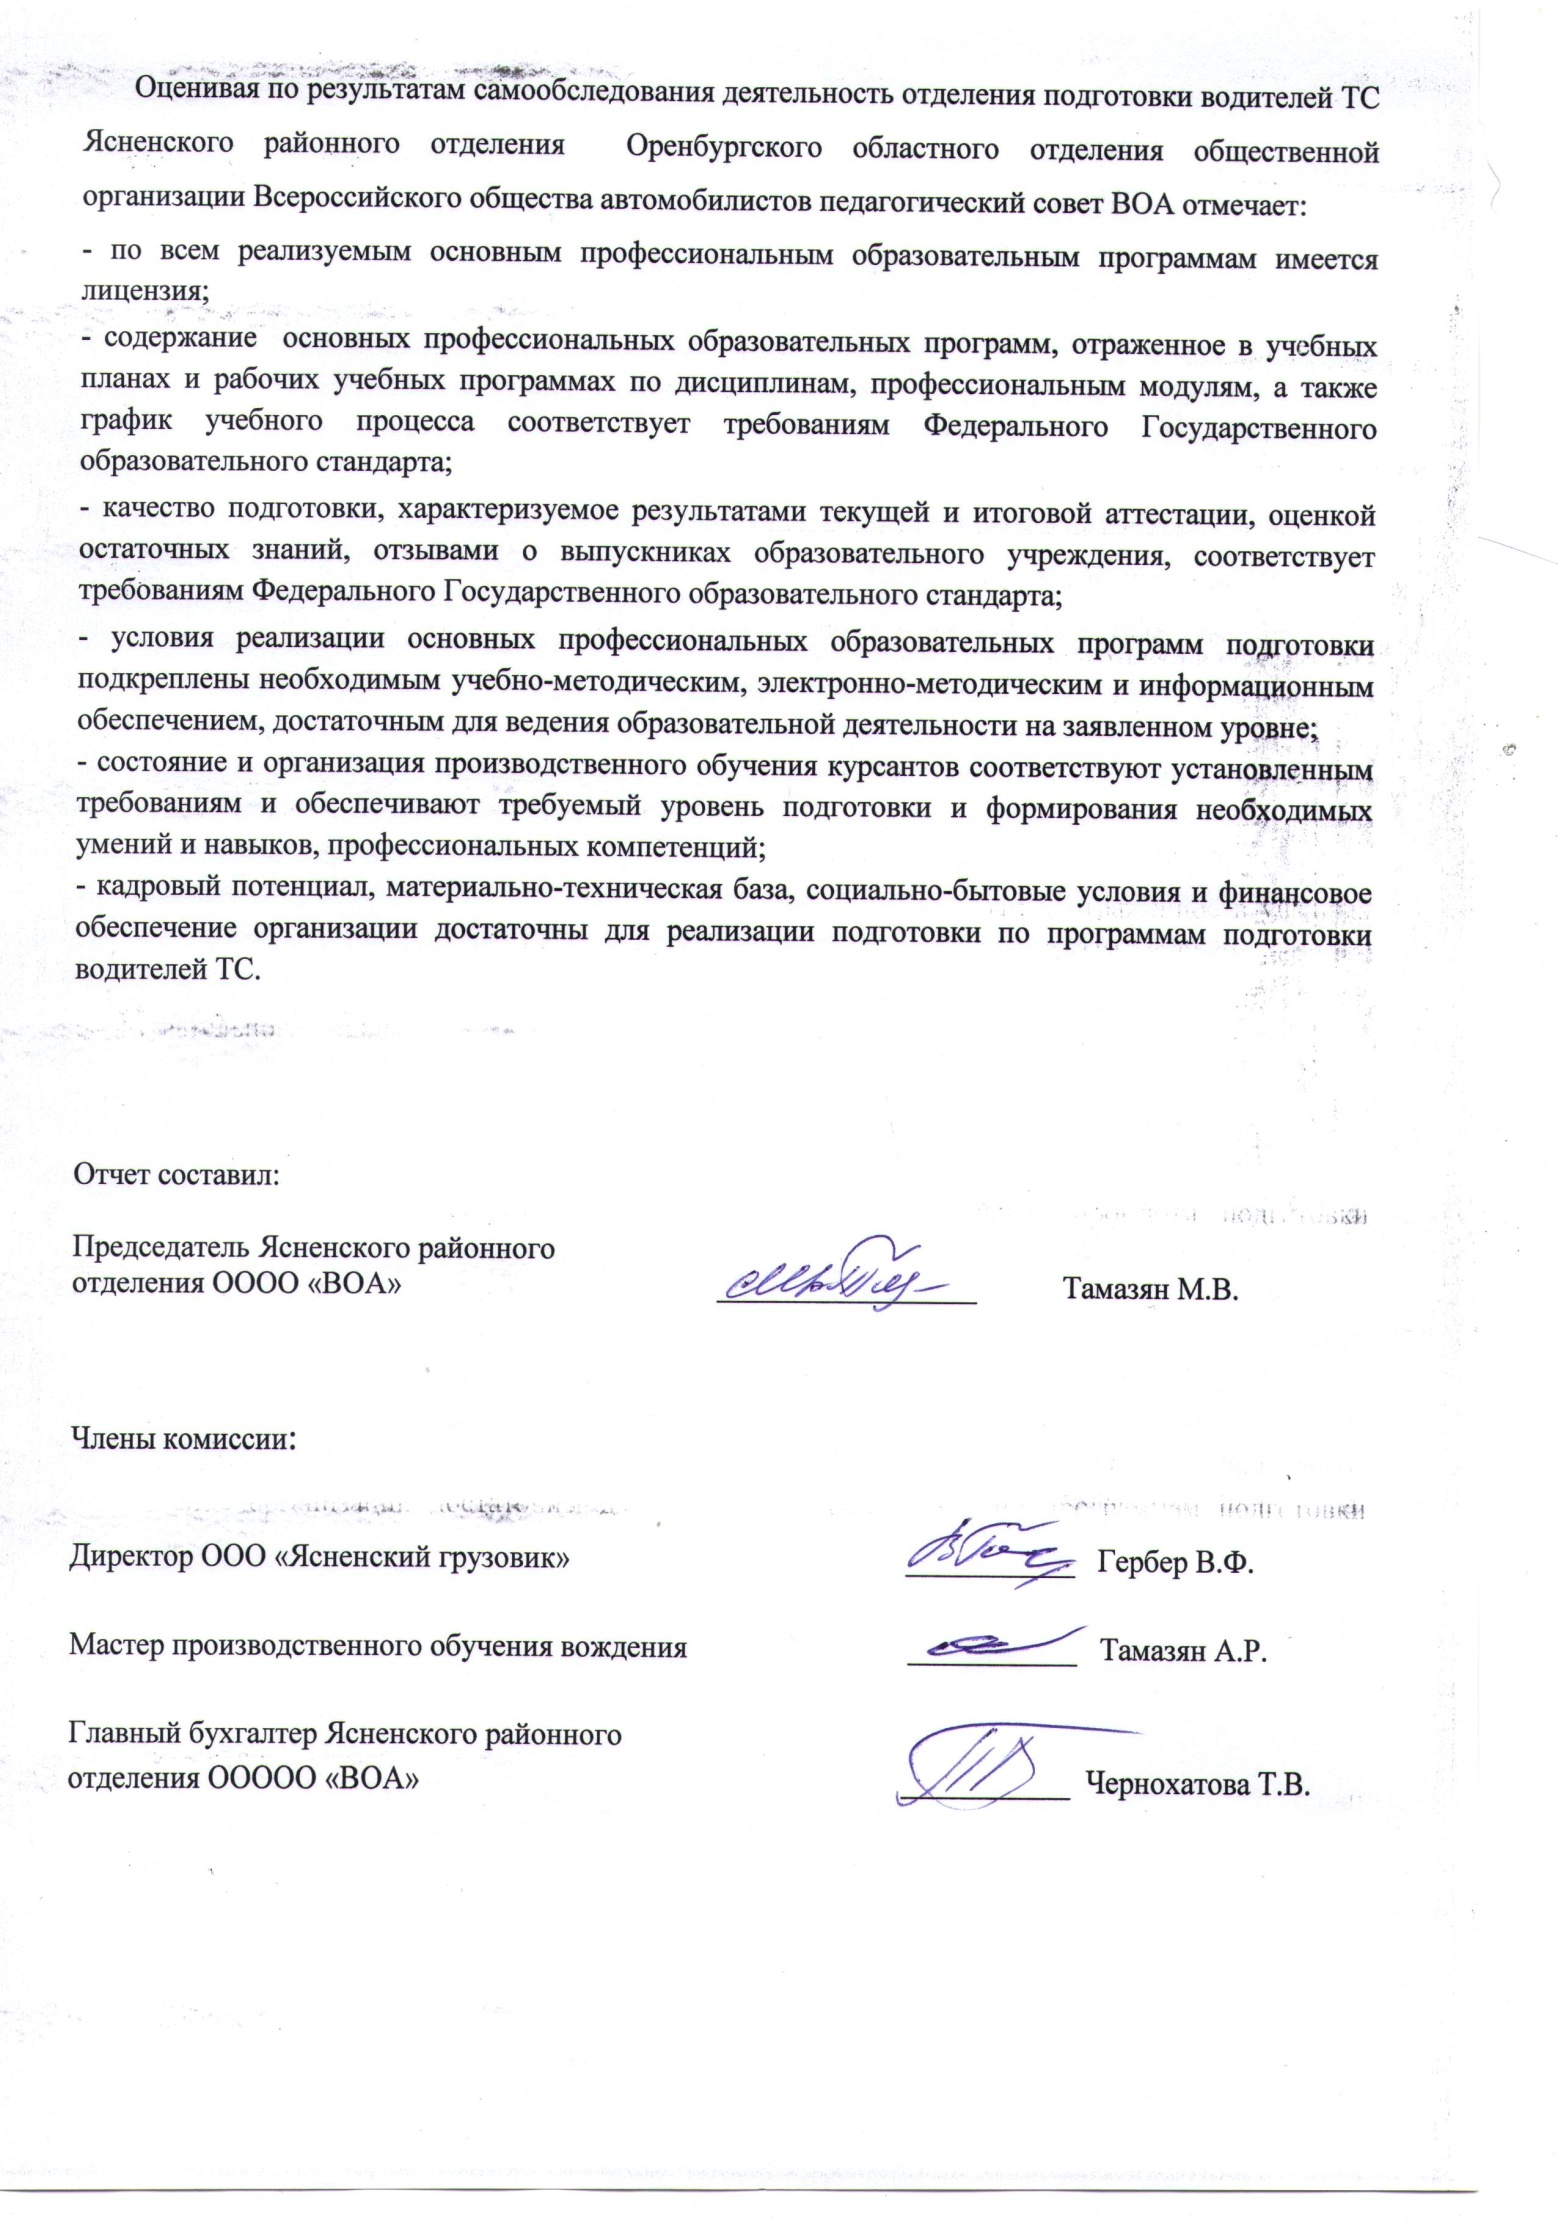 Оценивая по результатам самообследования деятельность отделения подготовки водителей ТС
Ясненского районного отделения Оренбургского областного отделения общественной
организации Всероссийского общества автомобилистов педагогический совет ВОА отмечает:
- по всем реализуемым основным профессиональным образовательным программам имеется
лицензия;
- содержание основных профессиональных образовательных программ, отраженное в учебных
планах и рабочих учебных программах по дисциплинам, профессиональным модулям, а также
график учебного процесса соответствует требованиям Федерального Государственного
образовательного стандарта;
- качество подготовки, характеризуемое результатами текущей и итоговой аттестации, оценкой
остаточных знаний, отзывами о выпускниках образовательного учреждения, соответствует
требованиям Федерального Государственного образовательного стандарта;
- условия реализации основных профессиональных образовательных программ подготовки
подкреплены необходимым учебно-методическим, электронно-методическим и информационным
обеспечением, достаточным для ведения образовательной деятельности на заявленном уровне;
- состояние и организация производственного обучения курсантов соответствуют установленным
требованиям и обеспечивают требуемый уровень подготовки и формирования необходимых
умений и навыков, профессиональных компетенций;
- кадровый потенциал, материально-техническая база, социально-бытовые условия и финансовое
обеспечение организации достаточны для реализации подготовки по программам подготовки
водителей ТС.
Отчет составил:
Председатель Ясненского районного
отделения ОООО «ВОА» Тамазян М.В.
Члены комиссии:
Директор ООО «Ясненский грузовик» Гербер В.Ф.
Мастер производственного обучения вождения Тамазян А.Р.
Главный бухгалтер Ясненского районного
отделения ООООО «ВОА» Чернохатова Т.В.